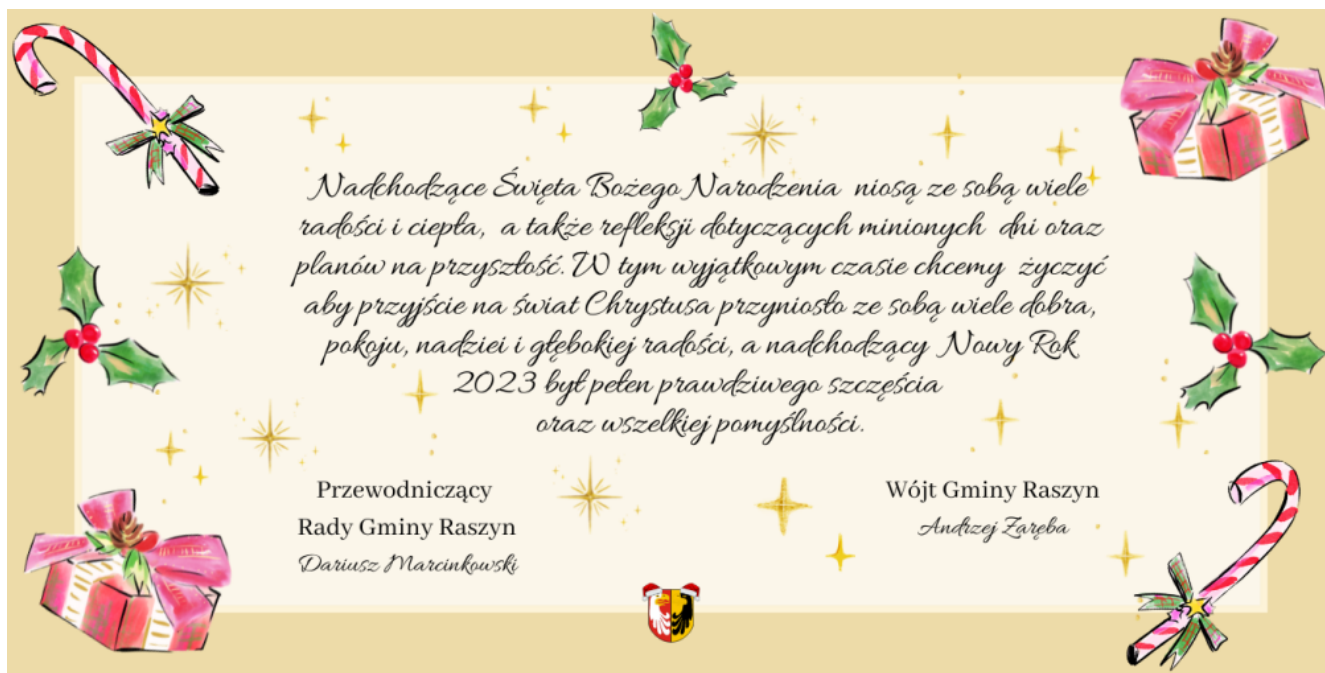 Nadchodzące Święta Bożego Narodzenia niosą ze sobą wiele
radości i ciepła, a także refleksji dotyczących minionych dni oraz
planów na przyszłość. W tym wyjątkowym czasie chcemy życzyć
aby przyjście na świat Chrystusa przyniosło ze sobą wiele dobra,
pokoju, nadziei i głębokiej radości, a nadchodzący Nowy Rok
2023 był pełen prawdziwego szczęścia
oraz wszelkiej pomyślności.
Przewodniczący
Rady Gminy Raszyn
Dariusz Marcinkowski
Wójt Gminy Raszyn
Andrzej Zaręba